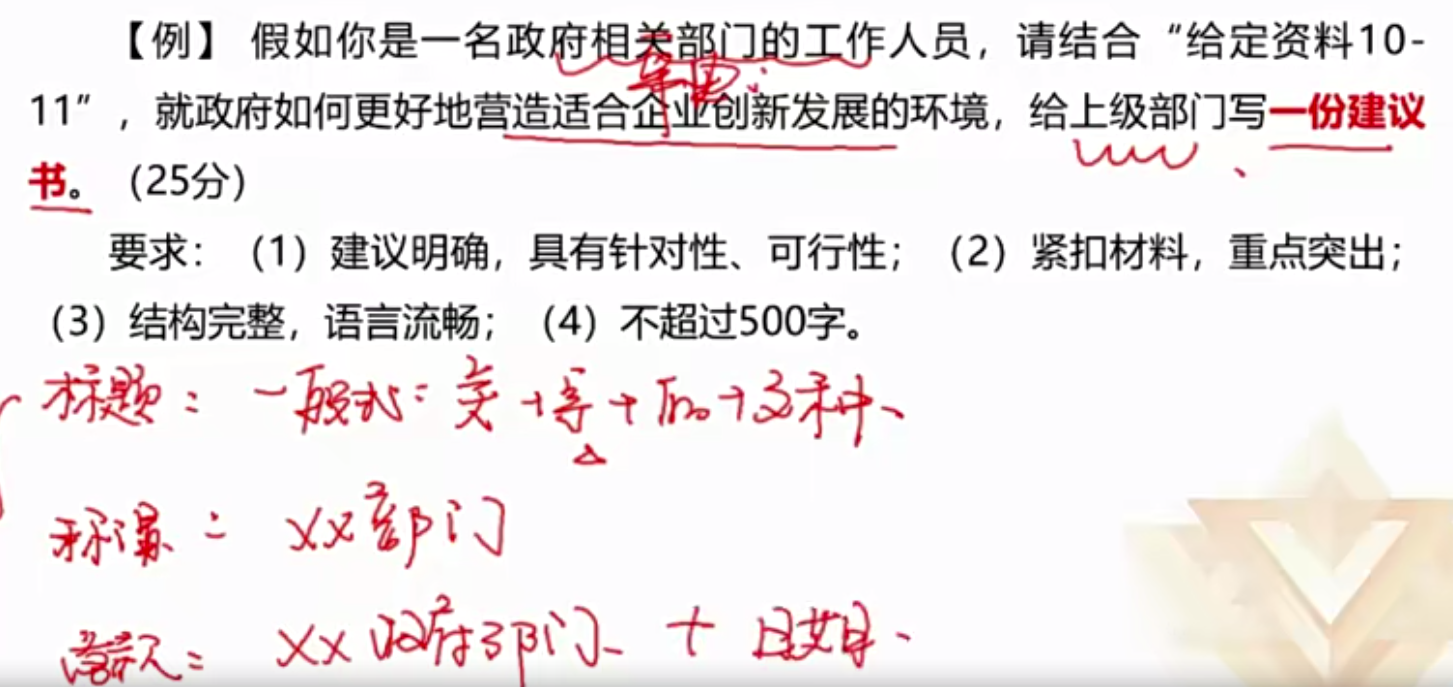 【例】 假如你是一名政府相关部门的工作人员，请结合“给定资料10-
11”，就政府如何更好地营造适合企业创新发展的环境，给上级部门写一份建议
书。（25分）
要求：（1）建议明确，具有针对性、可行性；（2）紧扣材料，重点突出；
（3）结构完整，语言流畅；（4）不超过500字。
标题：一般式：关+事+的+文种、
称谓：XX部门
落款：XX政府部门、+日期、